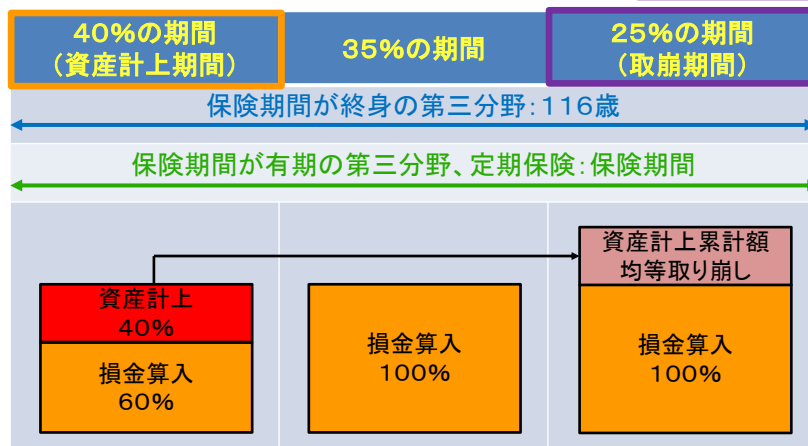 40%の期間
(資産計上期間)
35%の期間
25%の期間
(取崩期間)
保険期間が終身の第三分野:116歳
保険期間が有期の第三分野、定期保険:保険期間
資産計上
40%
損金算入
60%
損金算入
100%
資産計上累計額
均等取り崩し
損金算入
100%